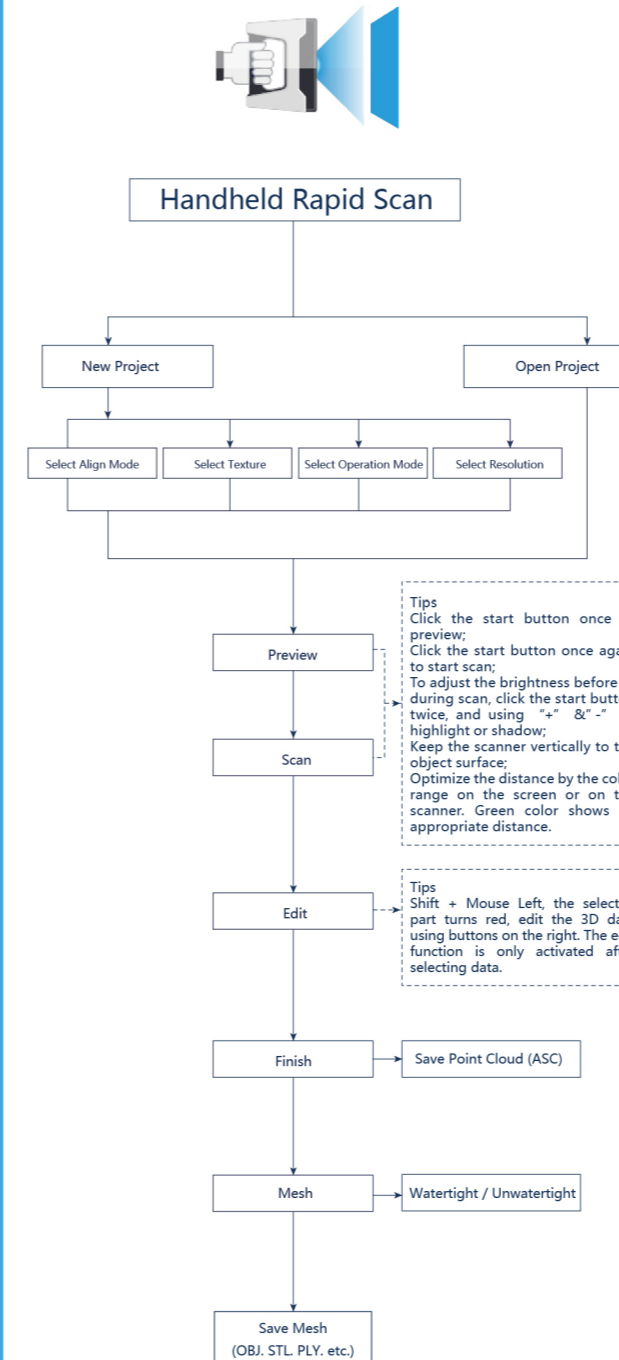 Handheld Rapid Scan
New Project
Open Project
Select Align Mode
Select Texture
Select Operation Mode
Select Resolution
Preview
Scan
Tips
Click the start button once
preview;
Click the start button once
to start scan;
To adjust the brightness before
during scan, click the start
twice, and using "+" &"-"
highlight or shadow;
Keep the scanner vertically to
object surface;
Optimize the distance by the
range on the screen or on
scanner. Green color shows
appropriate distance.
Edit
Tips
Shift + Mouse Left, the
part turns red, edit the 3D
using buttons on the right. The
function is only activated
selecting data.
Finish
Save Point Cloud (ASC)
Mesh
Watertight / Unwatertight
Save Mesh
(OBJ. STL. PLY. etc.)